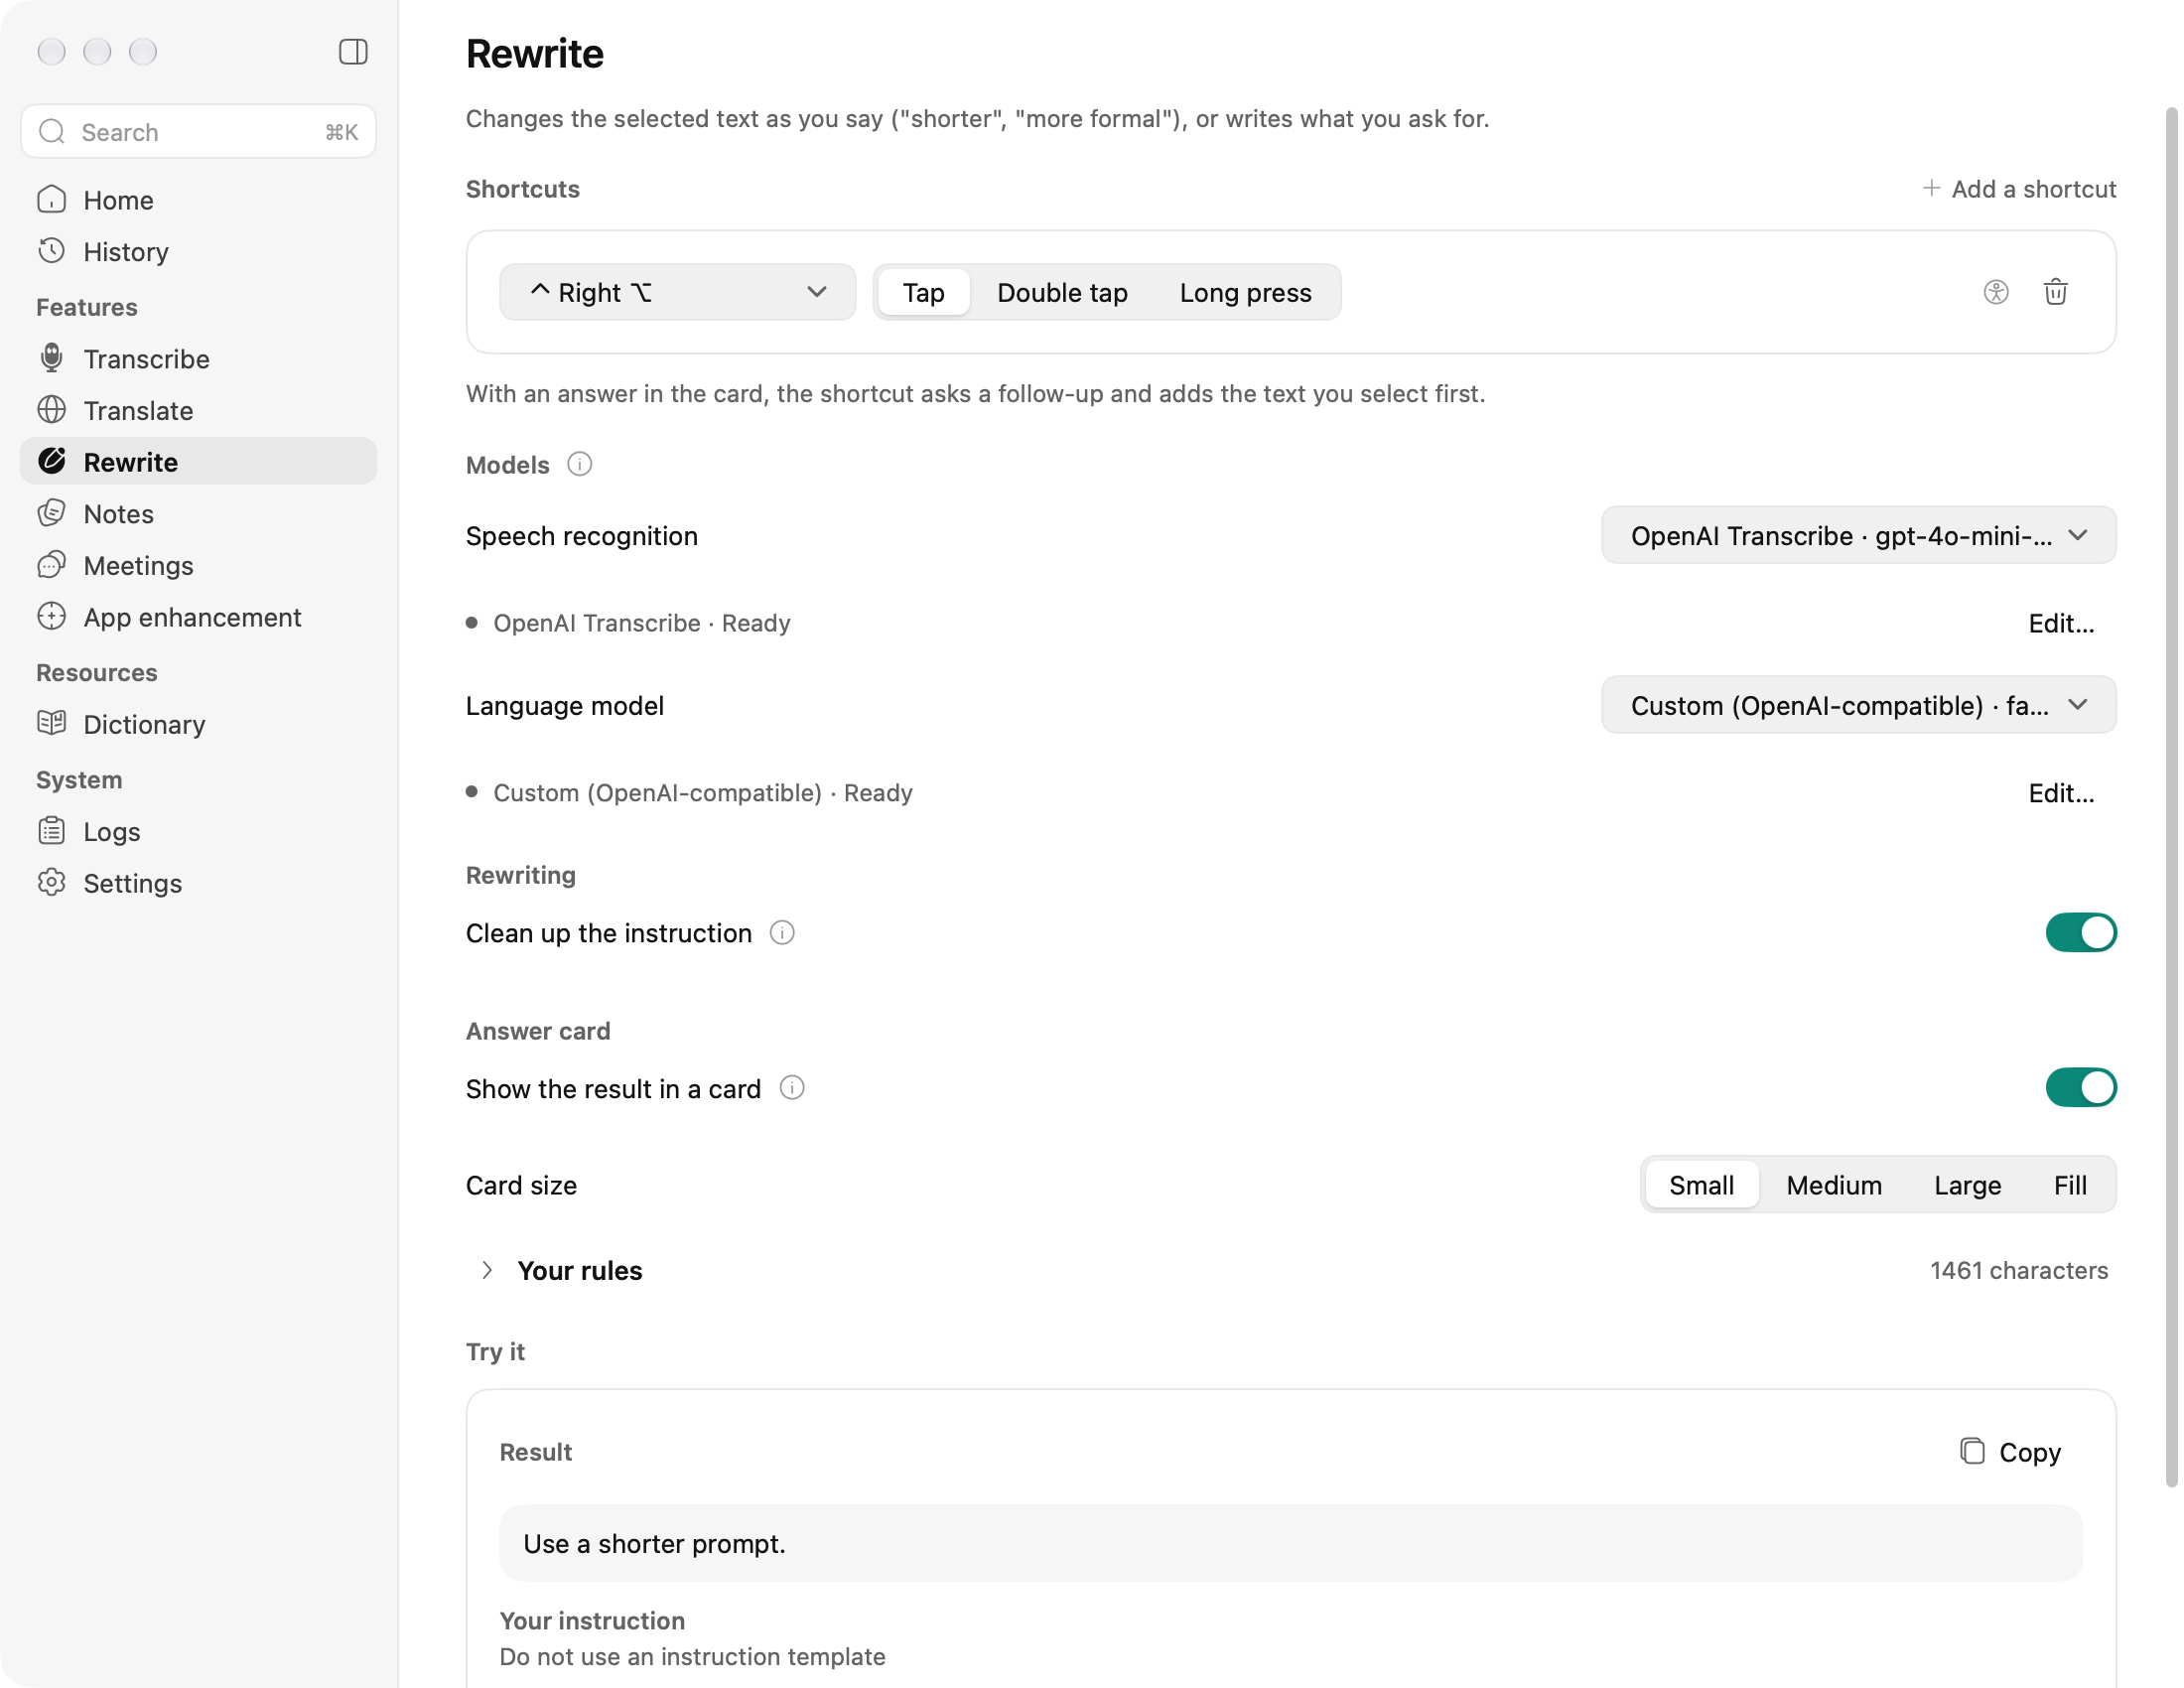 Search ⌘K
Home
History
Features
Transcribe
Translate
Rewrite
Notes
Meetings
App enhancement
Resources
Dictionary
System
Logs
Settings
Rewrite
Changes the selected text as you say ("shorter", "more formal"), or writes what you ask for.
Shortcuts
Add a shortcut
⌃ Right ⌥
Tap Double tap Long press
With an answer in the card, the shortcut asks a follow-up and adds the text you select first.
Models
Speech recognition
OpenAI Transcribe · gpt-4o-mini-...
OpenAI Transcribe · Ready
Edit...
Language model
Custom (OpenAI-compatible) · fa...
Custom (OpenAI-compatible) · Ready
Edit...
Rewriting
Clean up the instruction
Answer card
Show the result in a card
Card size
Small Medium Large Fill
Your rules
1461 characters
Try it
Result
Copy
Use a shorter prompt.
Your instruction
Do not use an instruction template